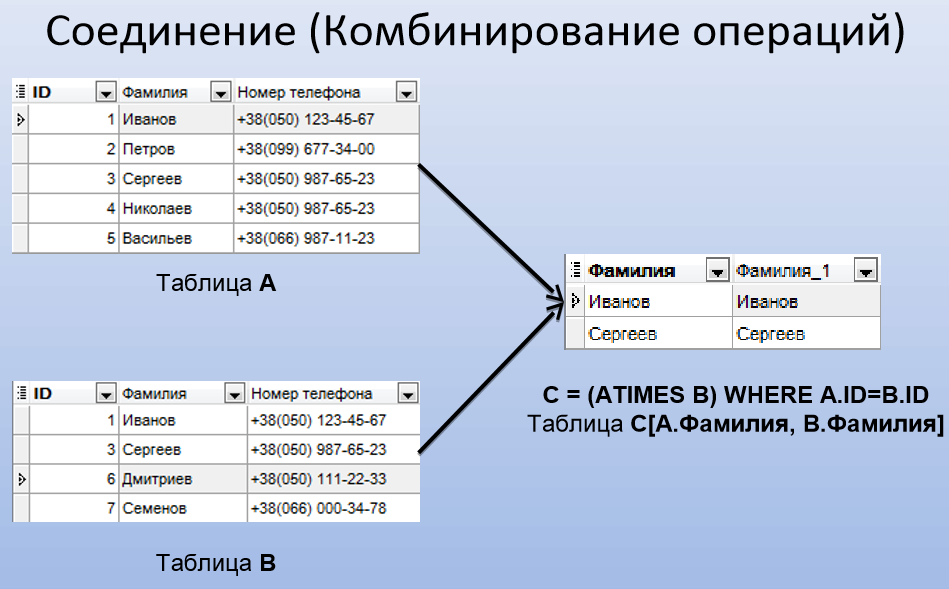 Соединение (Комбинирование операций)
ID Фамилия Номер телефона
1 Иванов +38(050) 123-45-67
2 Петров +38(099) 677-34-00
3 Сергеев +38(050) 987-65-23
4 Николаев +38(050) 987-65-23
5 Васильев +38(066) 987-11-23
Таблица A
Фамилия Фамилия_1
Иванов Иванов
Сергеев Сергеев
C = (ATIMES B) WHERE A.ID=B.ID
Таблица C[A.Фамилия, B.Фамилия]
ID Фамилия Номер телефона
1 Иванов +38(050) 123-45-67
3 Сергеев +38(050) 987-65-23
6 Дмитриев +38(050) 111-22-33
7 Семенов +38(066) 000-34-78
Таблица B